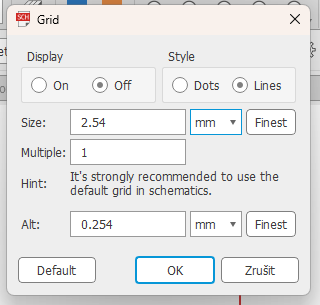 SCH Grid
Display
Style
On Off Dots Lines
Size: 2.54 mm Finest
Multiple: 1
Hint: It's strongly recommended to use the
default grid in schematics.
Alt: 0.254 mm Finest
Default OK Zrušit